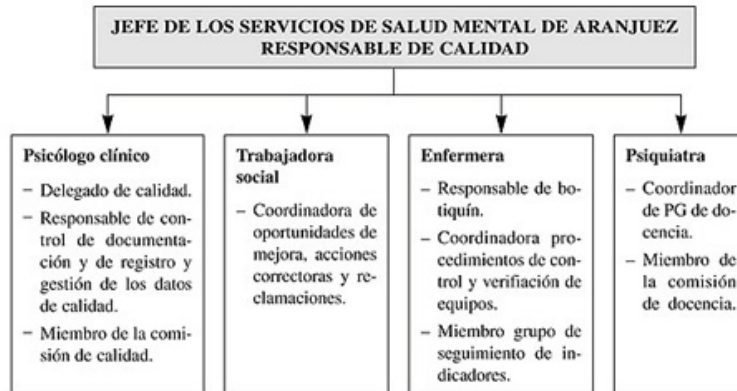 JEFE DE LOS SERVICIOS DE SALUD MENTAL DE ARANJUEZ
RESPONSABLE DE CALIDAD
Psicólogo clínico
– Delegado de calidad.
– Responsable de con-
trol de documenta-
ción y de registro y
gestión de los datos
de calidad.
– Miembro de la comi-
sión de calidad.
Trabajadora
social
– Coordinadora de
oportunidades de
mejora, acciones
correctoras y re-
clamaciones.
Enfermera
– Responsable de bo-
tiquín.
– Coordinadora pro-
cedimientos de con-
trol y verifiación de
equipos.
– Miembro grupo de
seguimiento de in-
dicadores.
Psiquiatra
– Coordinador
de PG de do-
cencia.
– Miembro de
la comisión
de docencia.